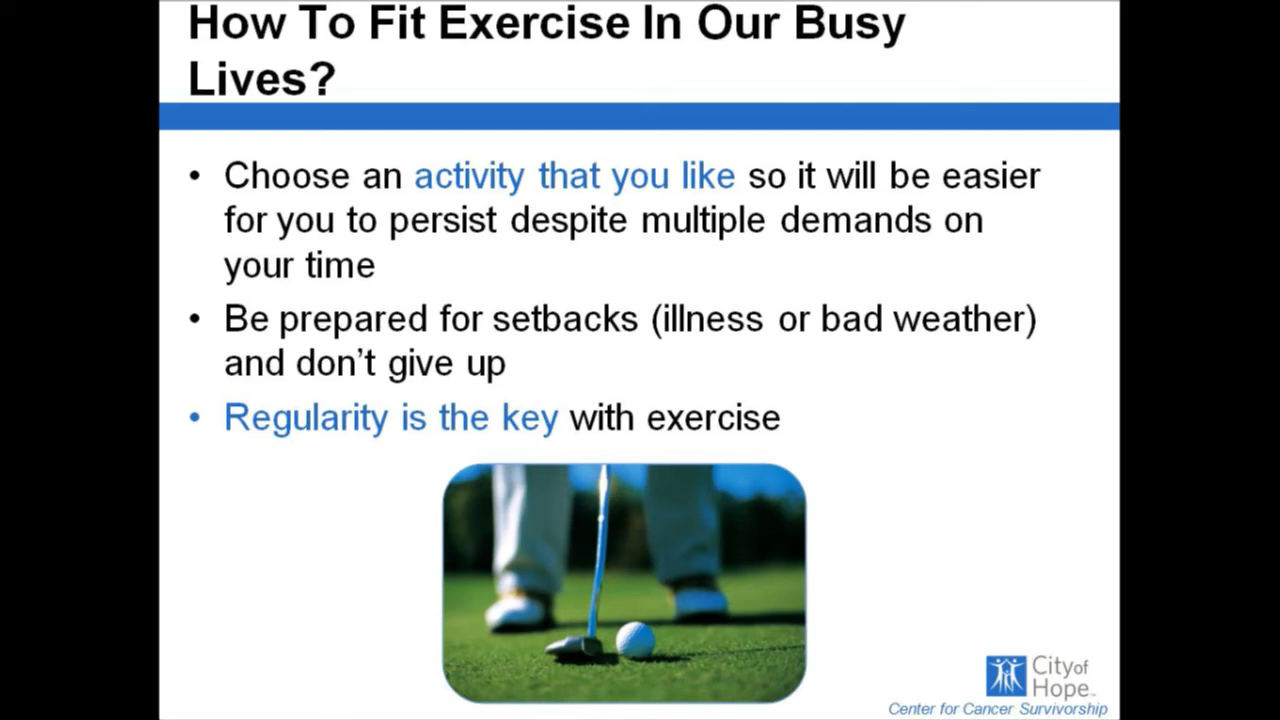 How To Fit Exercise In Our Busy
Lives?
• Choose an activity that you like so it will be easier
for you to persist despite multiple demands on
your time
• Be prepared for setbacks (illness or bad weather)
and don’t give up
• Regularity is the key with exercise
City of
Hope™
Center for Cancer Survivorship